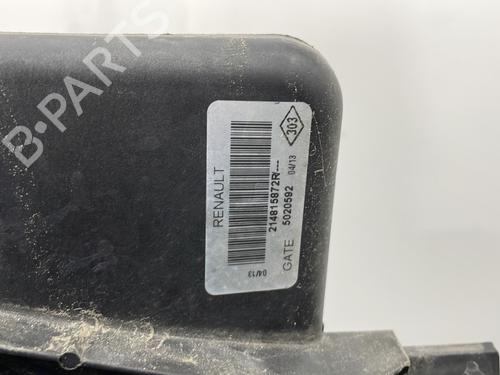 B-PARTS
303
RENAULT
214815872R/---
04/13
5020592
04/13
GATE